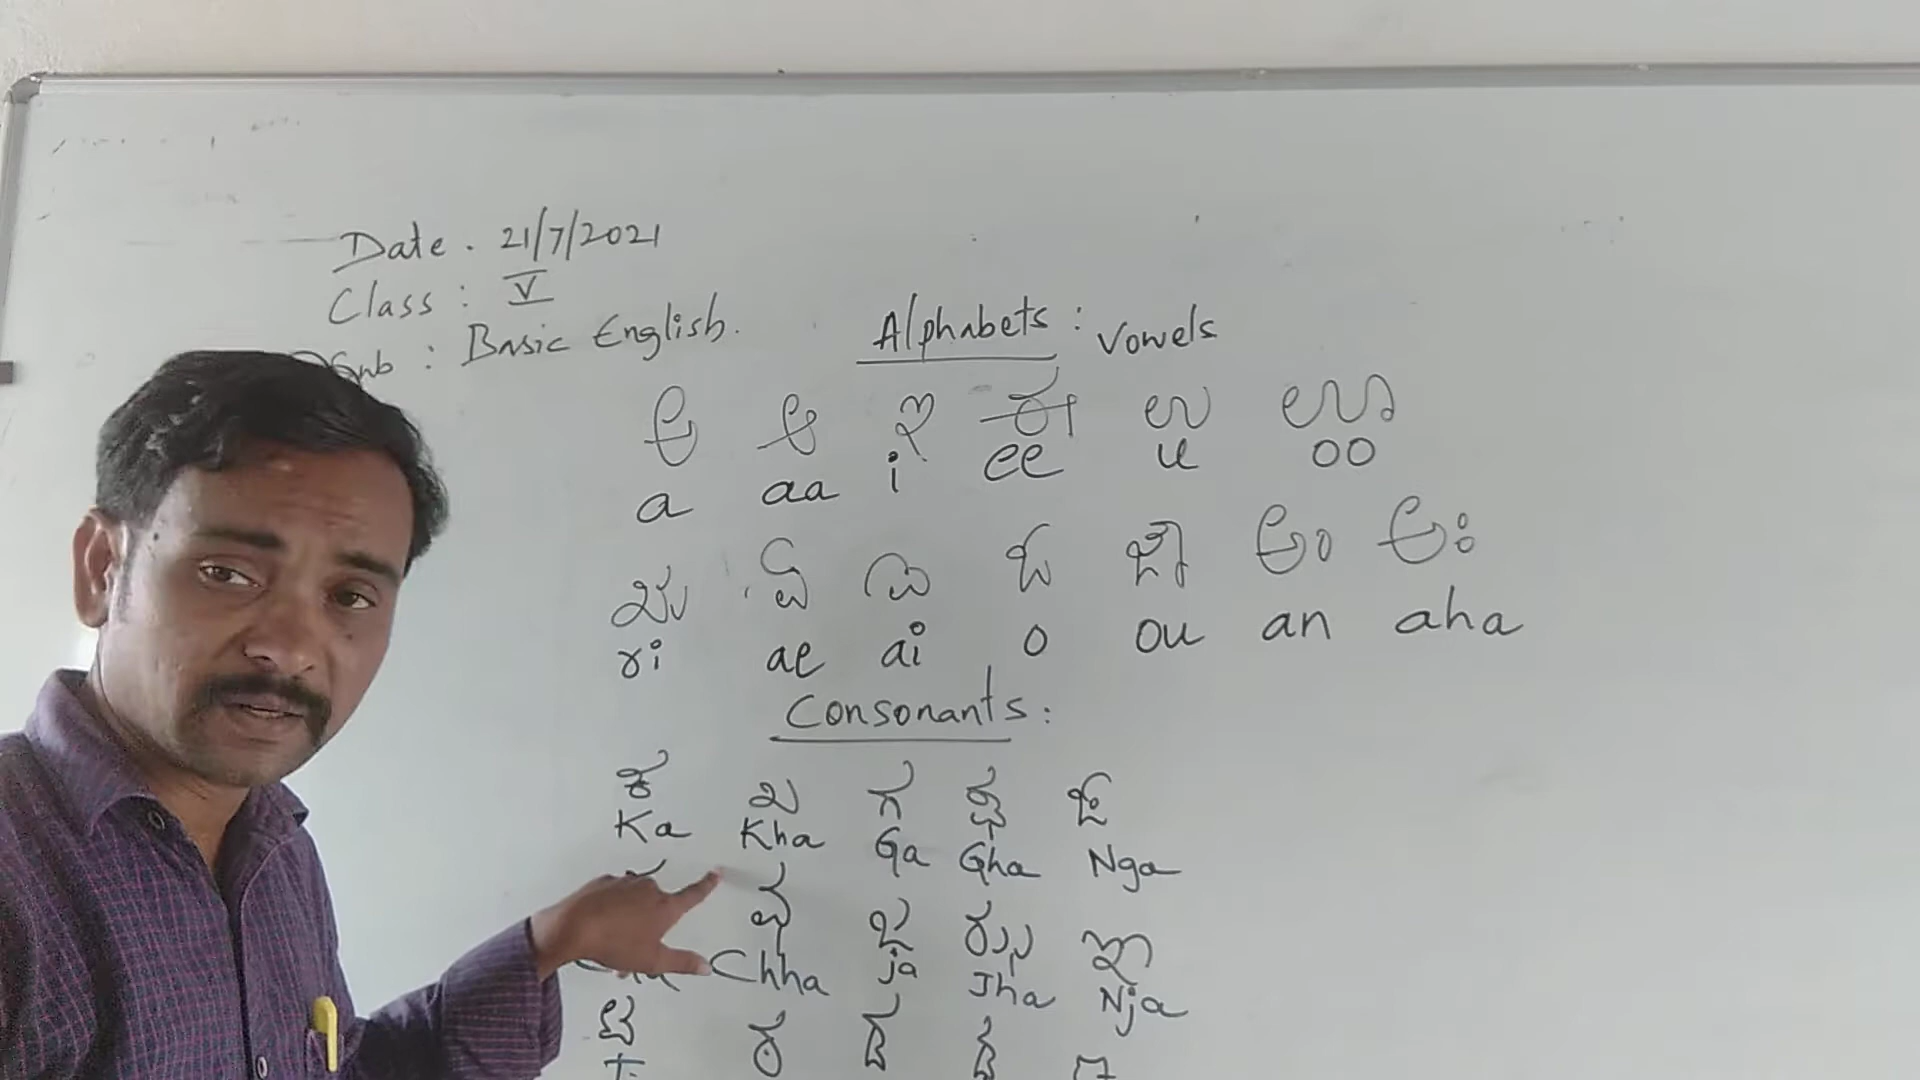 Date. 21/7/2021
Class : V
Sub : Basic English.
Alphabets : Vowels
ಅ ಆ ಇ ಈ ಉ ಊ
a aa i ee u oo
ಋ ಏ ಐ ಓ ಔ ಅಂ ಅಃ
ri ae ai o ou an aha
Consonants :
ಕ ಖ ಗ ಘ ಙ
Ka Kha Ga Gha Nga
ಛ ಜ ಝ ಞ
Chha ja Jha Nja
ಟ ಠ ಡ ಢ ಣ